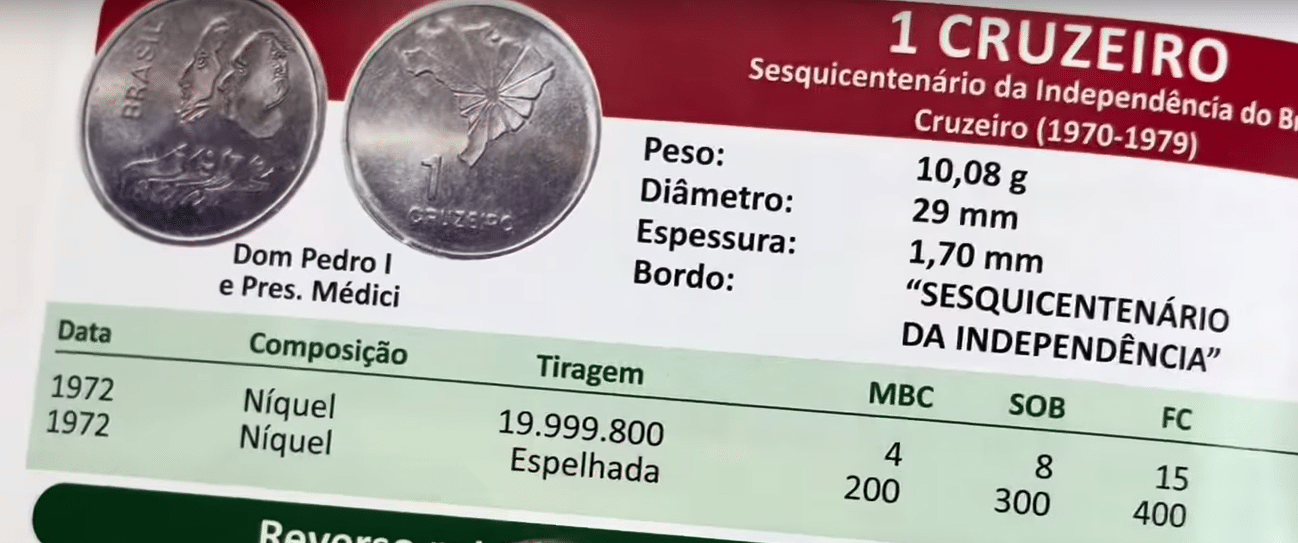 BRASIL
1972
1
CRUZEIRO
Dom Pedro I
e Pres. Médici
1 CRUZEIRO
Sesquicentenário da Independência do
Cruzeiro (1970-1979)
Peso: 10,08 g
Diâmetro: 29 mm
Espessura: 1,70 mm
Bordo: “SESQUICENTENÁRIO
DA INDEPENDÊNCIA”
Data Composição Tiragem MBC SOB FC
1972 Níquel 19.999.800 4 8 15
1972 Níquel Espelhada 200 300 400